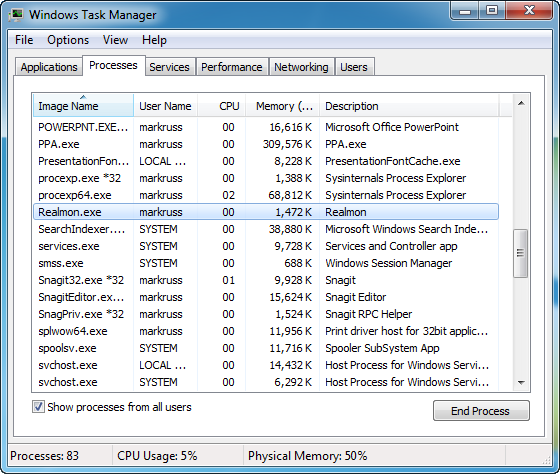 Windows Task Manager
File Options View Help
Applications Processes Services Performance Networking Users
Image Name User Name CPU Memory (... Description
POWERPNT.EXE... markruss 00 16,616 K Microsoft Office PowerPoint
PPA.exe markruss 00 309,576 K PPA.exe
PresentationFon... LOCAL ... 00 8,228 K PresentationFontCache.exe
procexp.exe *32 markruss 00 1,388 K Sysinternals Process Explorer
procexp64.exe markruss 02 68,812 K Sysinternals Process Explorer
Realmon.exe markruss 00 1,472 K Realmon
SearchIndexer.... SYSTEM 00 38,880 K Microsoft Windows Search Inde...
services.exe SYSTEM 00 9,728 K Services and Controller app
smss.exe SYSTEM 00 688 K Windows Session Manager
Snagit32.exe *32 markruss 01 9,928 K Snagit
SnagitEditor.ex... markruss 00 15,624 K Snagit Editor
SnagPriv.exe *32 markruss 00 1,524 K Snagit RPC Helper
splwow64.exe markruss 00 11,956 K Print driver host for 32bit applic...
spoolsv.exe SYSTEM 00 11,716 K Spooler SubSystem App
svchost.exe LOCAL ... 00 14,432 K Host Process for Windows Servi...
svchost.exe SYSTEM 00 6,292 K Host Process for Windows Servi...
Show processes from all users
End Process
Processes: 83 CPU Usage: 5% Physical Memory: 50%